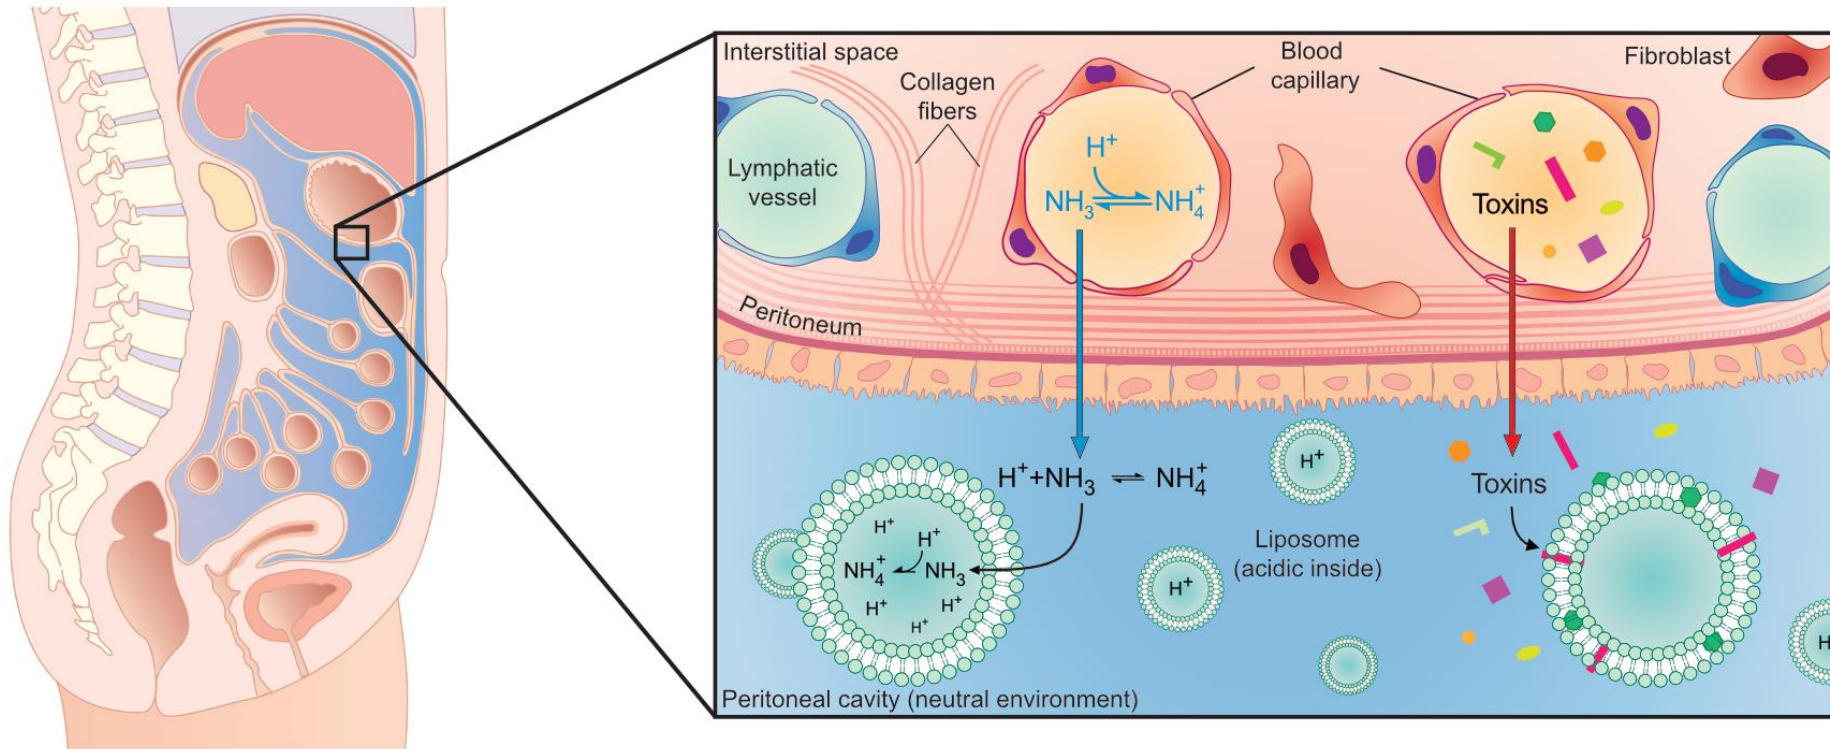 Interstitial space
Collagen
fibers
Blood
capillary
Fibroblast
Lymphatic
vessel
H⁺
NH₃ ⇌ NH₄⁺
Toxins
Peritoneum
H⁺+NH₃ ⇌ NH₄⁺
Toxins
H⁺
H⁺
H⁺
NH₄⁺
NH₃
H⁺
H⁺
H⁺
H⁺
Liposome
(acidic inside)
H
Peritoneal cavity (neutral environment)